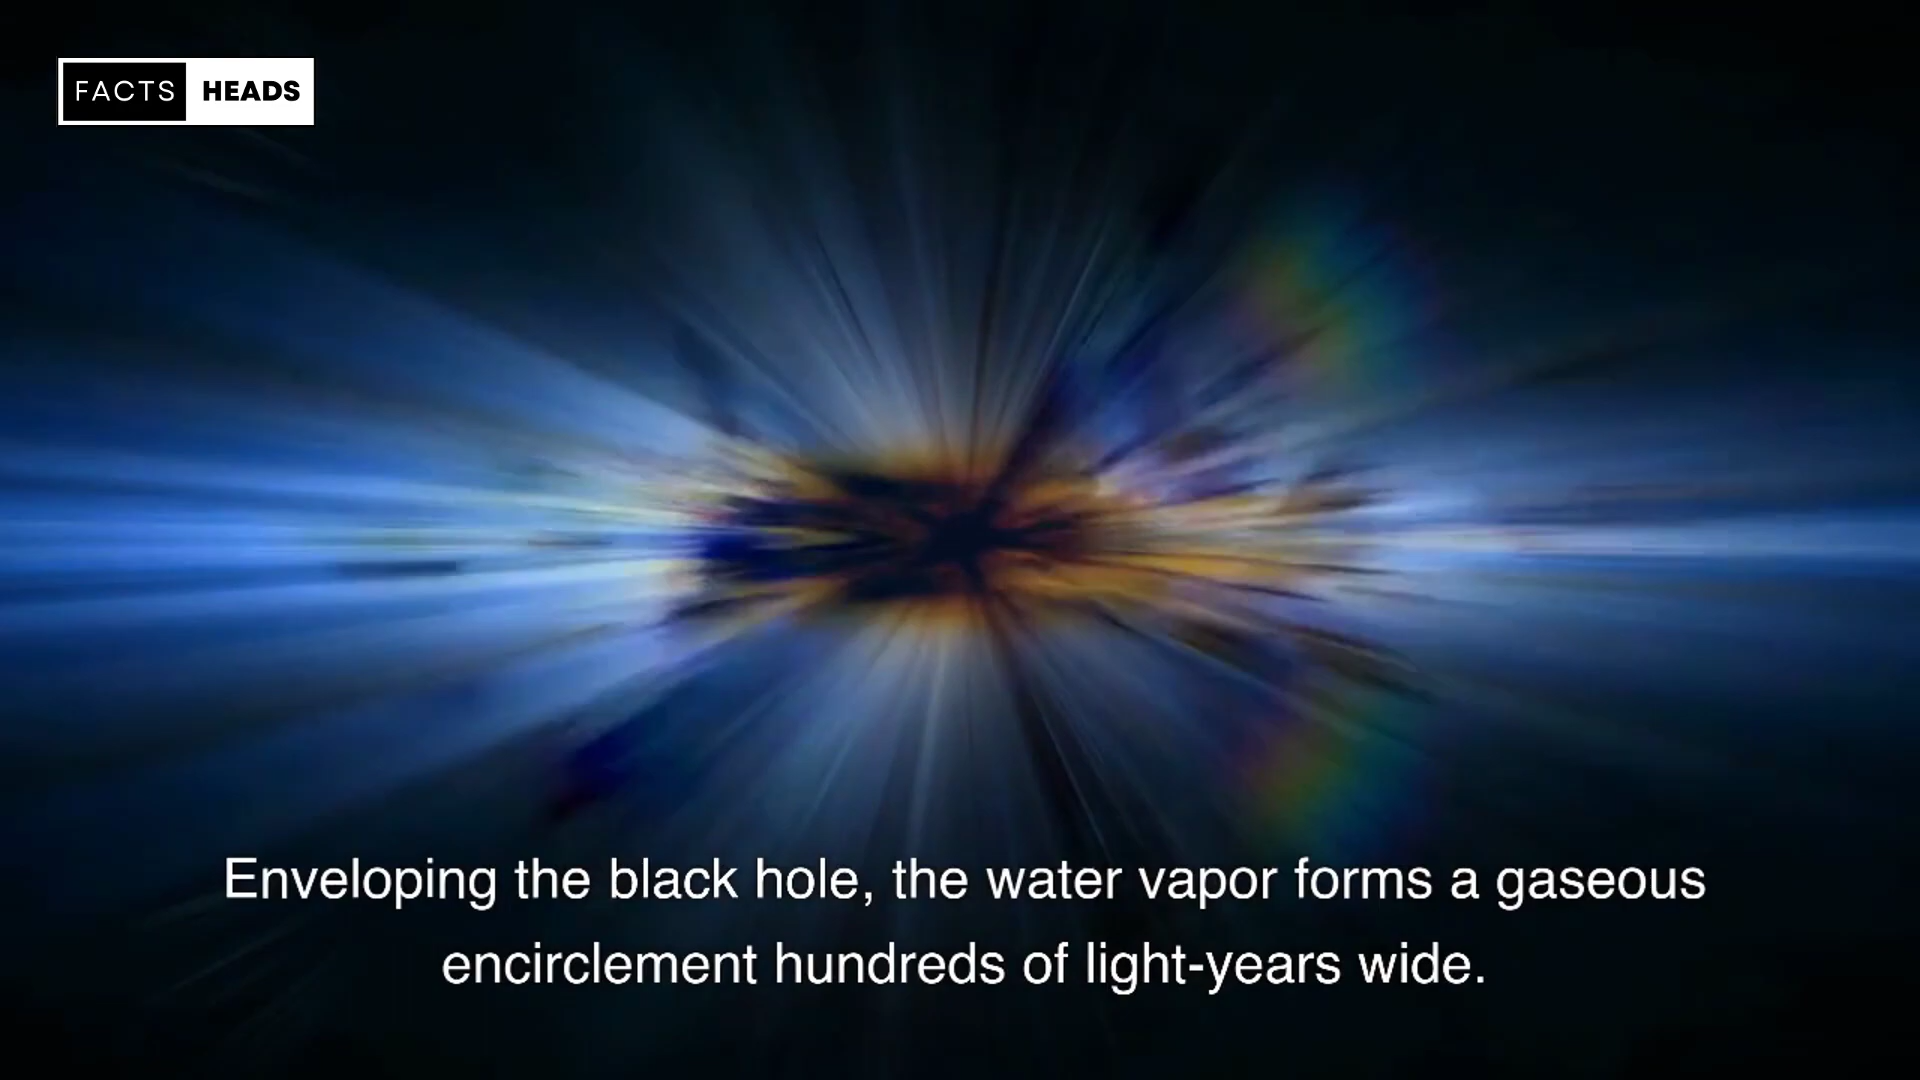 FACTS HEADS
Enveloping the black hole, the water vapor forms a gaseous
encirclement hundreds of light-years wide.